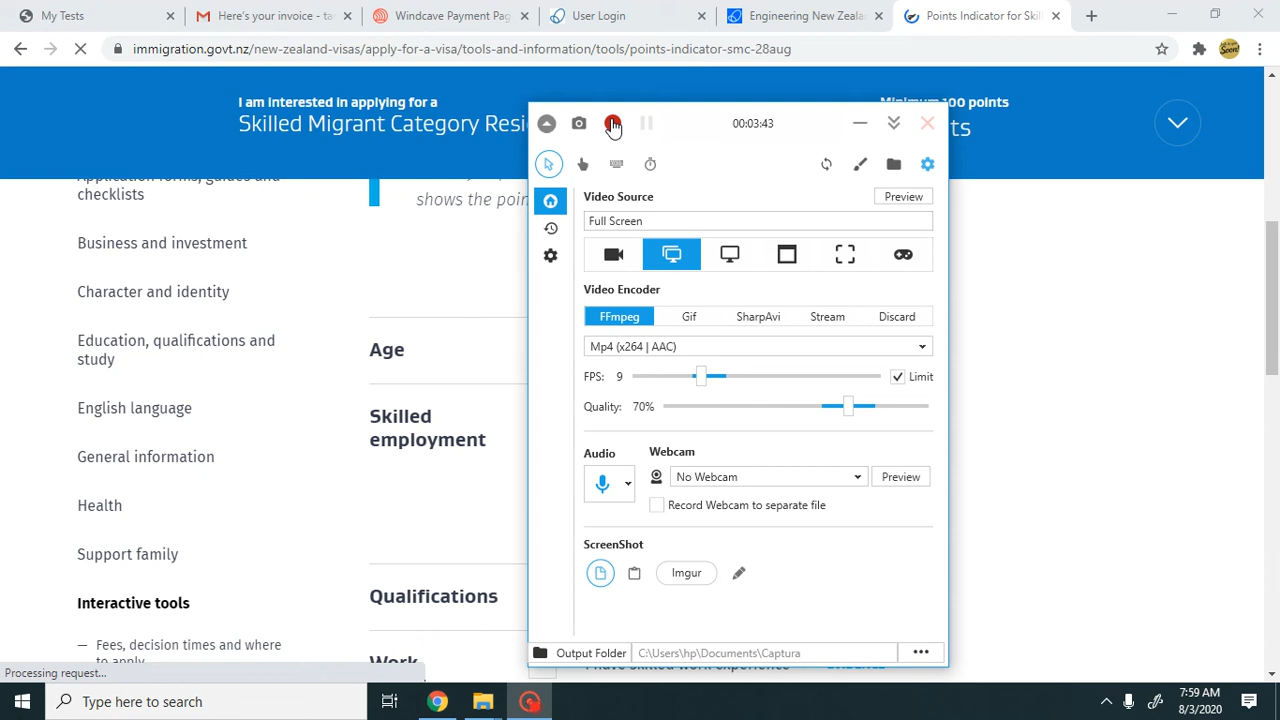 My Tests
Here's your invoice - ta
Windcave Payment Pag
User Login
Engineering New Zeala
Points Indicator for Skil
immigration.govt.nz/new-zealand-visas/apply-for-a-visa/tools-and-information/tools/points-indicator-smc-28aug
I am interested in applying for a
Skilled Migrant Category Resi
Minimum 100 points
ts
Application forms, guides and
checklists
Business and investment
Character and identity
Education, qualifications and
study
English language
General information
Health
Support family
Interactive tools
— Fees, decision times and where
to apply
shows the poin
Age
Skilled
employment
Qualifications
Work
I have skilled work experience
00:03:43
Video Source
Preview
Full Screen
Video Encoder
FFmpeg
Gif
SharpAvi
Stream
Discard
Mp4 (x264 | AAC)
FPS: 9
Limit
Quality: 70%
Audio
Webcam
No Webcam
Preview
Record Webcam to separate file
ScreenShot
Imgur
Output Folder
C:\Users\hp\Documents\Captura
Processing request...
Type here to search
7:59 AM
8/3/2020